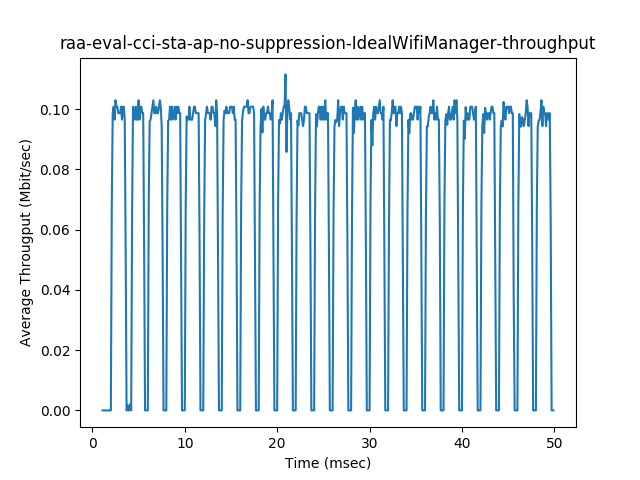 raa-eval-cci-sta-ap-no-suppression-IdealWifiManager-throughput
0.10
0.08
0.06
0.04
0.02
0.00
Average Througput (Mbit/sec)
0 10 20 30 40 50
Time (msec)